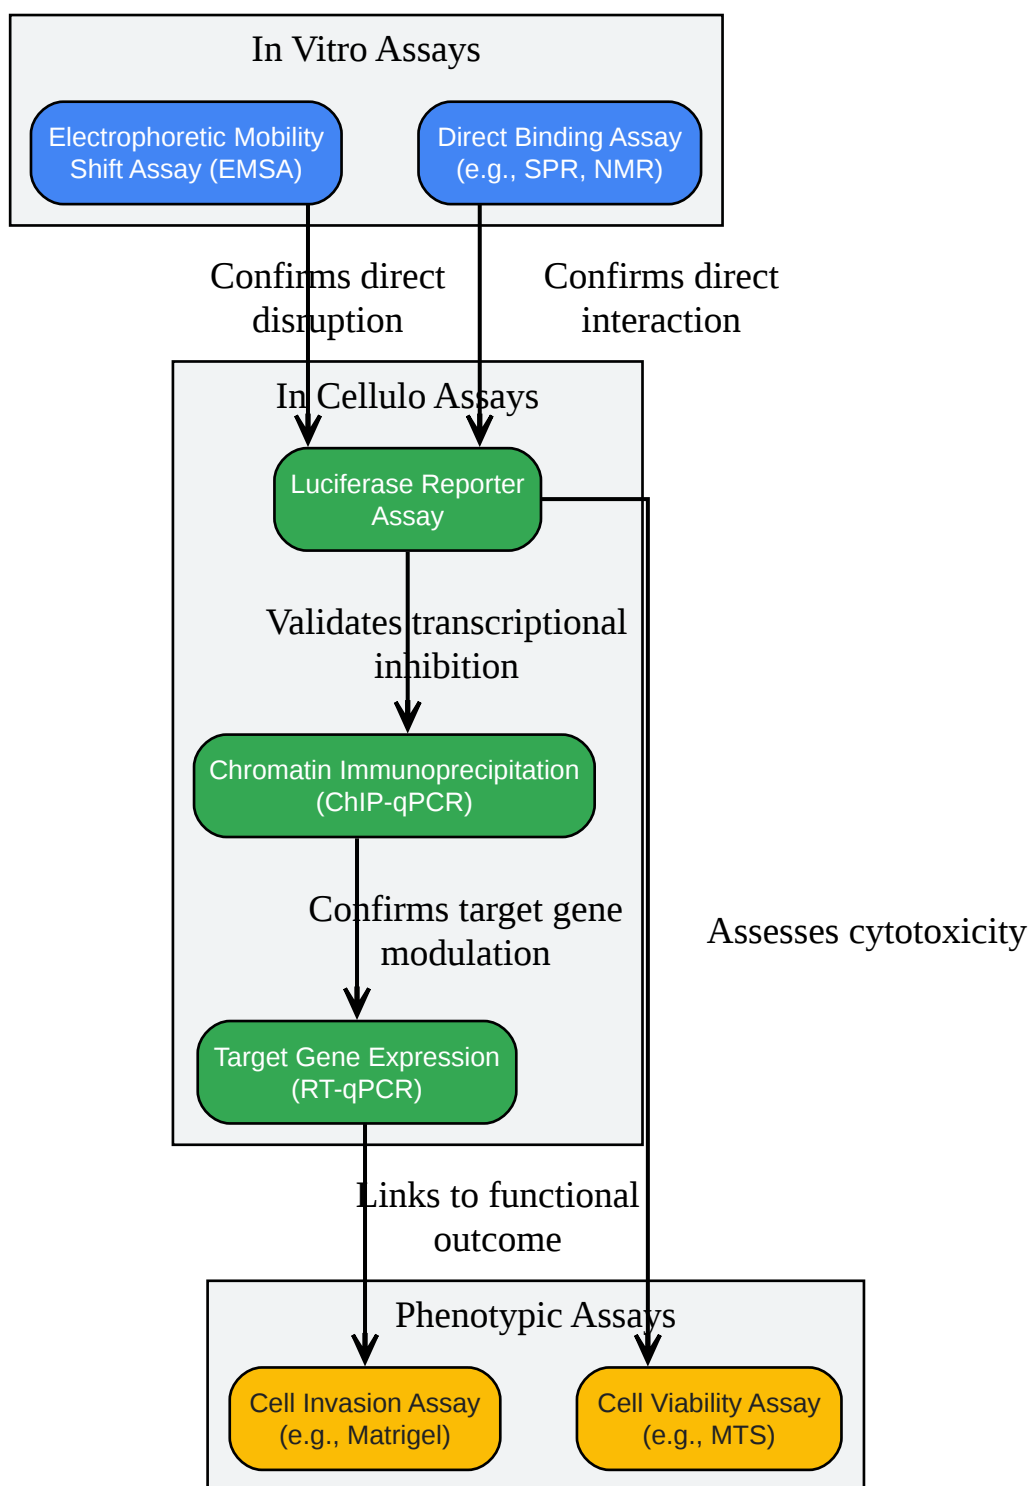 In Vitro Assays
Electrophoretic Mobility
Shift Assay (EMSA)
Direct Binding Assay
(e.g., SPR, NMR)
Confirms direct
disruption
Confirms direct
interaction
In Cellulo Assays
Luciferase Reporter
Assay
Validates transcriptional
inhibition
Chromatin Immunoprecipitation
(ChIP-qPCR)
Confirms target gene
modulation
Assesses cytotoxicity
Target Gene Expression
(RT-qPCR)
Links to functional
outcome
Phenotypic Assays
Cell Invasion Assay
(e.g., Matrigel)
Cell Viability Assay
(e.g., MTS)